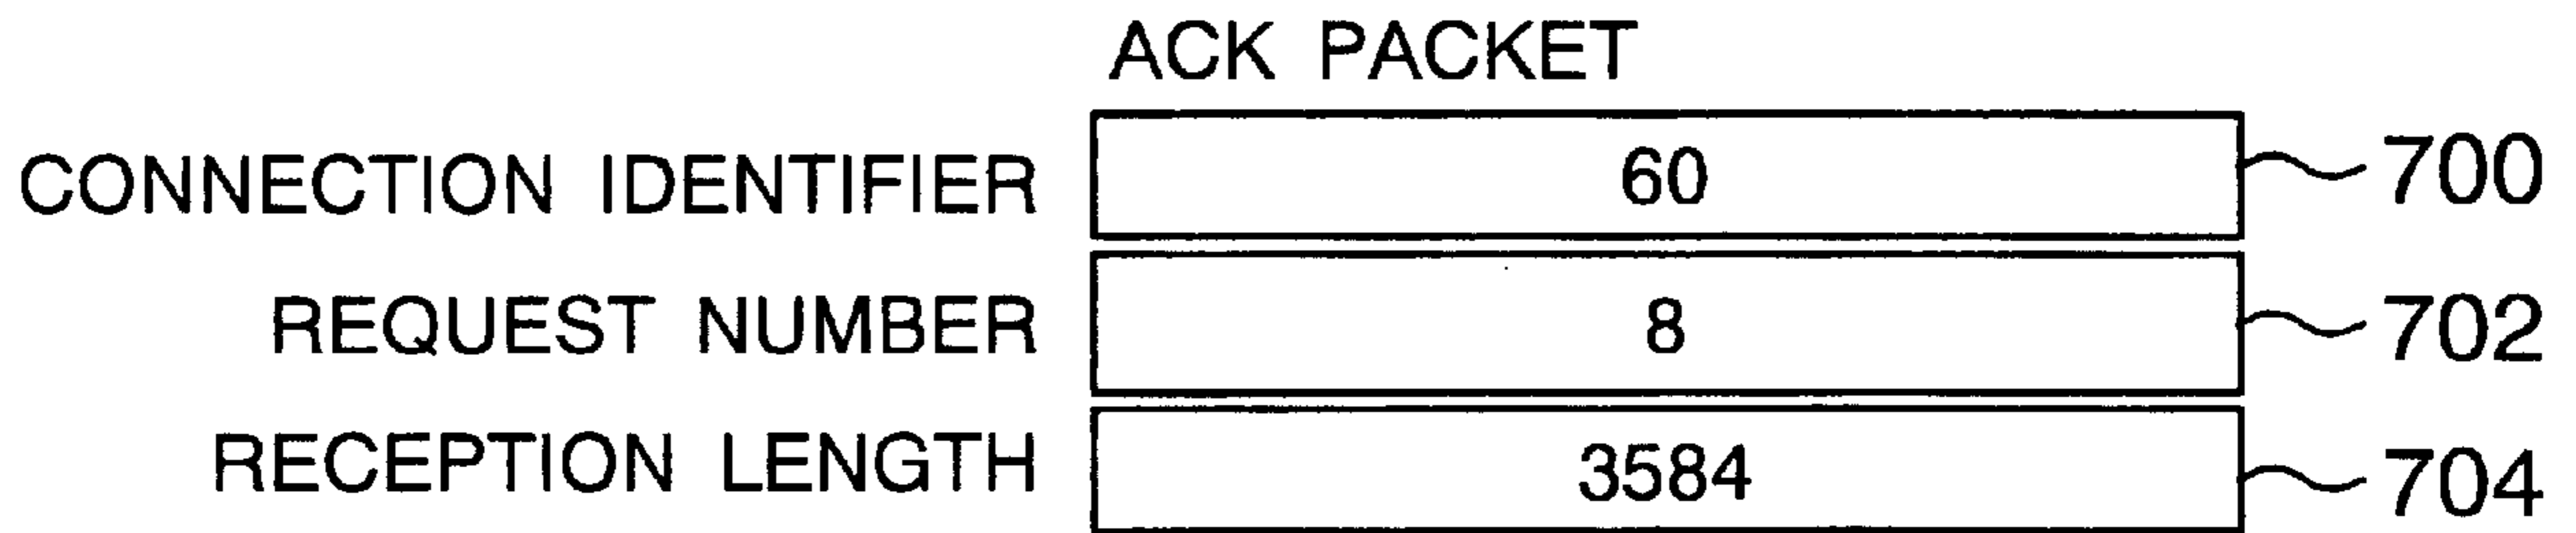 ACK PACKET
CONNECTION IDENTIFIER 60 700
REQUEST NUMBER 8 702
RECEPTION LENGTH 3584 704